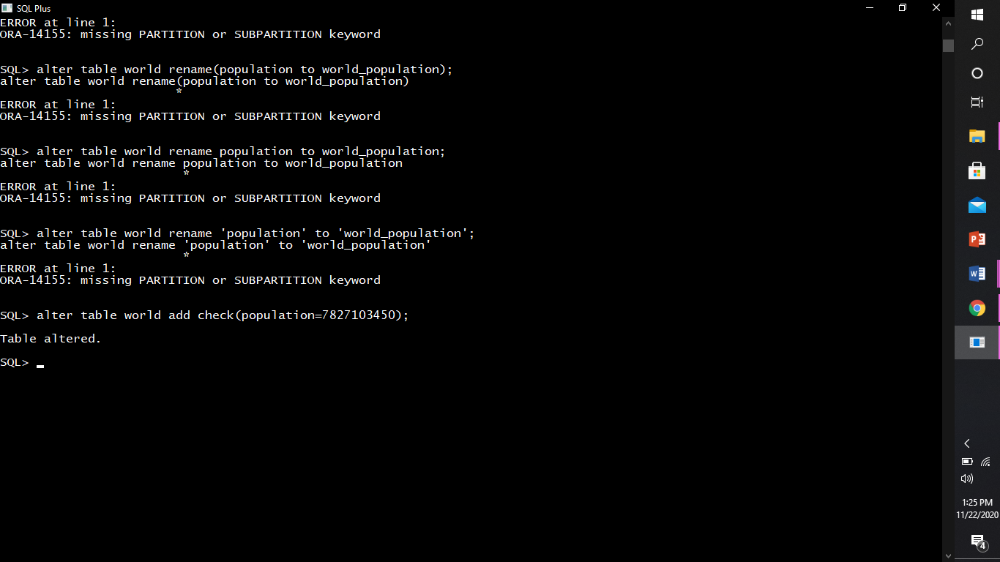 SQL Plus
ERROR at line 1:
ORA-14155: missing PARTITION or SUBPARTITION keyword
SQL> alter table world rename(population to world_population);
alter table world rename(population to world_population)
*
ERROR at line 1:
ORA-14155: missing PARTITION or SUBPARTITION keyword
SQL> alter table world rename population to world_population;
alter table world rename population to world_population
*
ERROR at line 1:
ORA-14155: missing PARTITION or SUBPARTITION keyword
SQL> alter table world rename 'population' to 'world_population';
alter table world rename 'population' to 'world_population'
*
ERROR at line 1:
ORA-14155: missing PARTITION or SUBPARTITION keyword
SQL> alter table world add check(population=7827103450);
Table altered.
SQL>
P
W
1:25 PM
11/22/2020
4